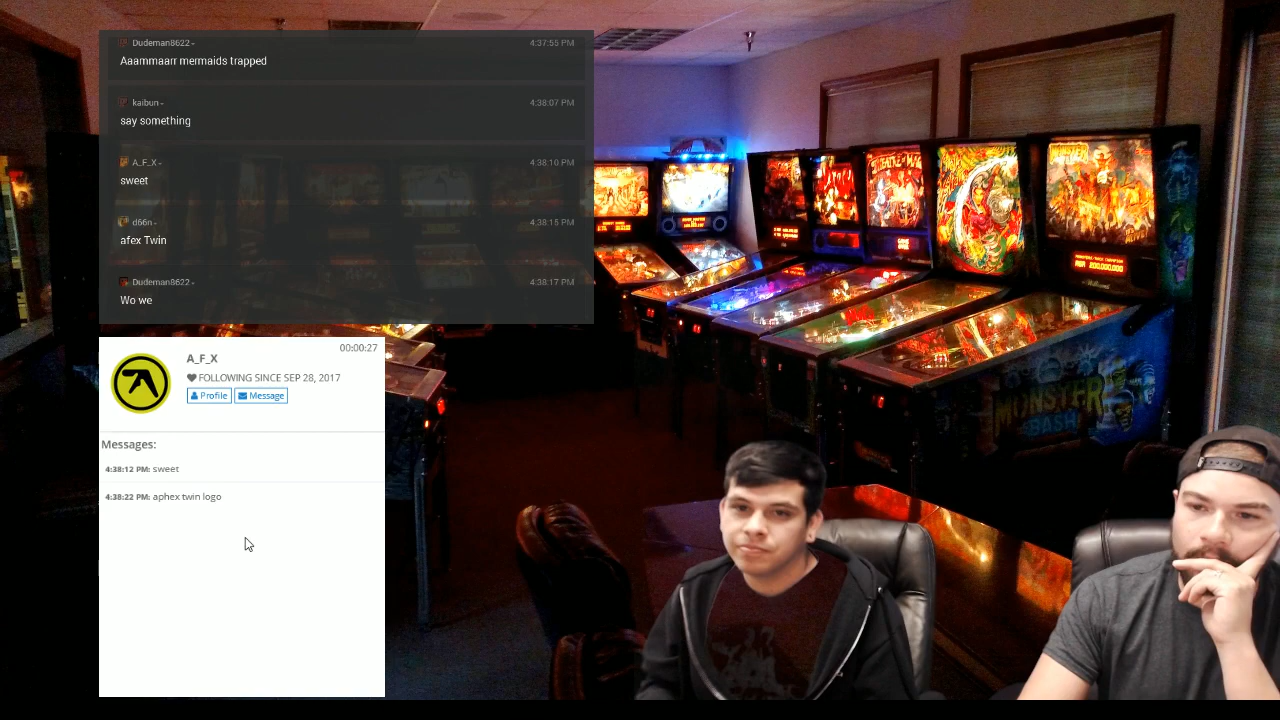 Dudeman8622
4:37:55 PM
Aaammaarr mermaids trapped
kaibun
4:38:07 PM
say something
A_F_X
4:38:10 PM
sweet
d66n
4:38:15 PM
afex Twin
Dudeman8622
4:38:17 PM
Wo we
00:00:27
A_F_X
FOLLOWING SINCE SEP 28, 2017
Profile Message
Messages:
4:38:12 PM: sweet
4:38:22 PM: aphex twin logo
MONSTER
BASH